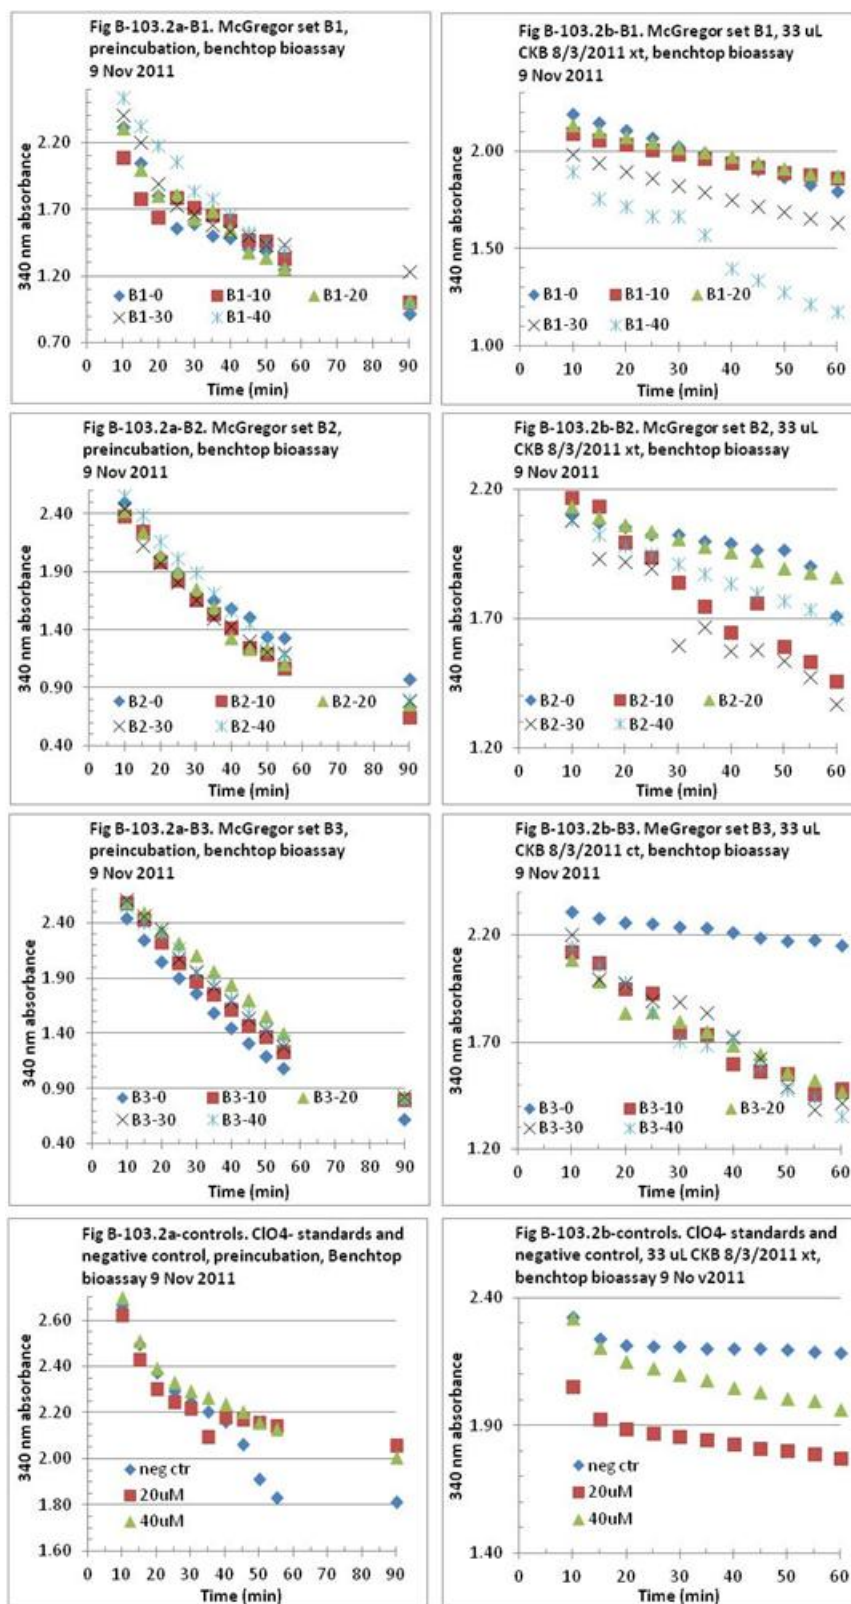 Fig B-103.2a-B1. McGregor set B1,
preincubation, benchtop bioassay
9 Nov 2011
340 nm absorbance
2.20
1.70
1.20
0.70
B1-0 B1-10 B1-20
B1-30 B1-40
0 10 20 30 40 50 60 70 80 90
Time (min)
Fig B-103.2b-B1. McGregor set B1, 33 uL
CKB 8/3/2011 xt, benchtop bioassay
9 Nov 2011
340 nm absorbance
2.00
1.50
1.00
B1-0 B1-10 B1-20
B1-30 B1-40
0 10 20 30 40 50 60
Time (min)
Fig B-103.2a-B2. McGregor set B2,
preincubation, benchtop bioassay
9 Nov 2011
340 nm absorbance
2.40
1.90
1.40
0.90
0.40
B2-0 B2-10 B2-20
B2-30 B2-40
0 10 20 30 40 50 60 70 80 90
Time (min)
Fig B-103.2b-B2. McGregor set B2, 33 uL
CKB 8/3/2011 xt, benchtop bioassay
9 Nov 2011
340 nm absorbance
2.20
1.70
1.20
B2-0 B2-10 B2-20
B2-30 B2-40
0 10 20 30 40 50 60
Time (min)
Fig B-103.2a-B3. McGregor set B3,
preincubation, benchtop bioassay
9 Nov 2011
340 nm absorbance
2.40
1.90
1.40
0.90
0.40
B3-0 B3-10 B3-20
B3-30 B3-40
0 10 20 30 40 50 60 70 80 90
Time (min)
Fig B-103.2b-B3. MeGregor set B3, 33 uL
CKB 8/3/2011 ct, benchtop bioassay
9 Nov 2011
340 nm absorbance
2.20
1.70
1.20
B3-0 B3-10 B3-20
B3-30 B3-40
0 10 20 30 40 50 60
Time (min)
Fig B-103.2a-controls. ClO4- standards and
negative control, preincubation, Benchtop
bioassay 9 Nov 2011
340 nm absorbance
2.60
2.40
2.20
2.00
1.80
1.60
neg ctr
20uM
40uM
0 10 20 30 40 50 60 70 80 90
Time (min)
Fig B-103.2b-controls. ClO4- standards and
negative control, 33 uL CKB 8/3/2011 xt,
benchtop bioassay 9 No v2011
340 nm absorbance
2.40
1.90
1.40
neg ctr
20uM
40uM
0 10 20 30 40 50 60
Time (min)